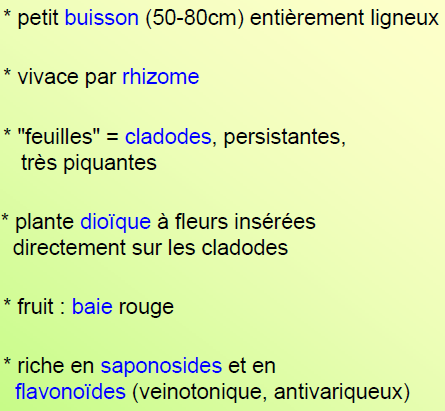 * petit buisson (50-80cm) entièrement ligneux
* vivace par rhizome
* "feuilles" = cladodes, persistantes,
très piquantes
* plante dioïque à fleurs insérées
directement sur les cladodes
* fruit : baie rouge
* riche en saponosides et en
flavonoïdes (veinotonique, antivariqueux)